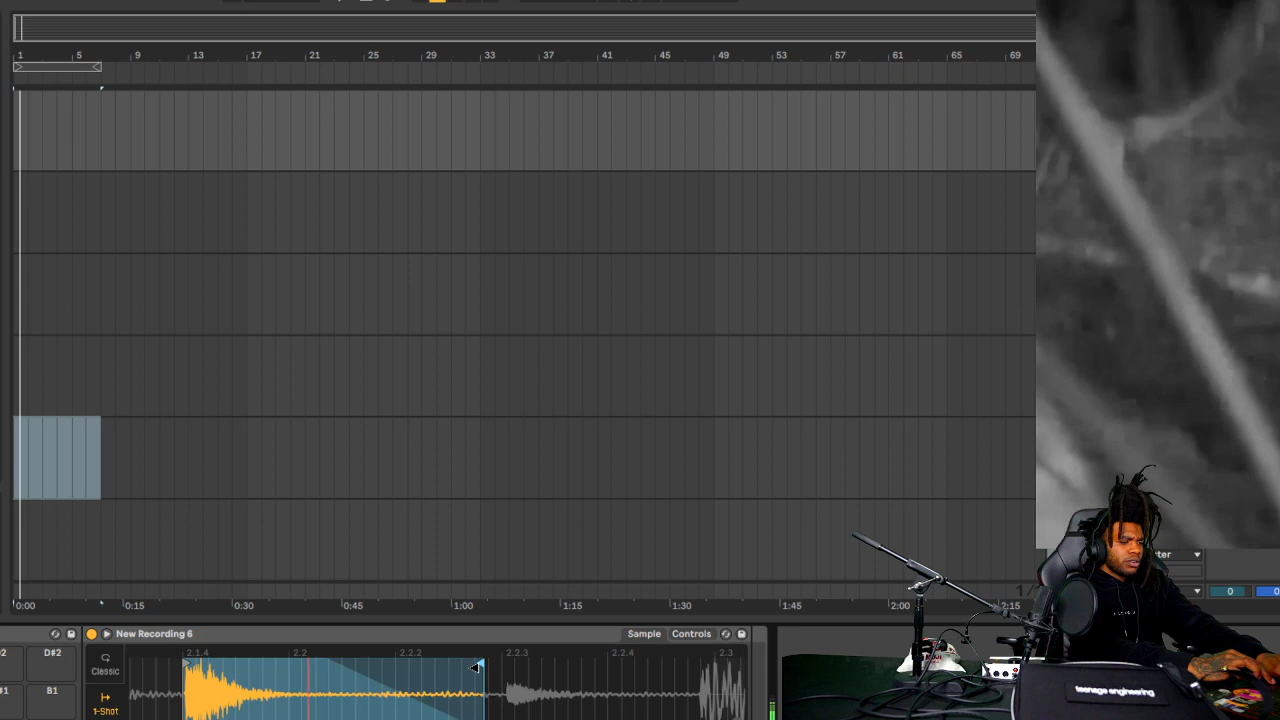 1 5 9 13 17 21 25 29 33 37 41 45 49 53 57 61 65 69
ter
0
0:00 0:15 0:30 0:45 1:00 1:15 1:30 1:45 2:00 2:15
New Recording 6 Sample Controls
D#2
2.1.4 2.2 2.2.2 2.2.3 2.2.4 2.3
Classic
B1
1-Shot
teenage engineering